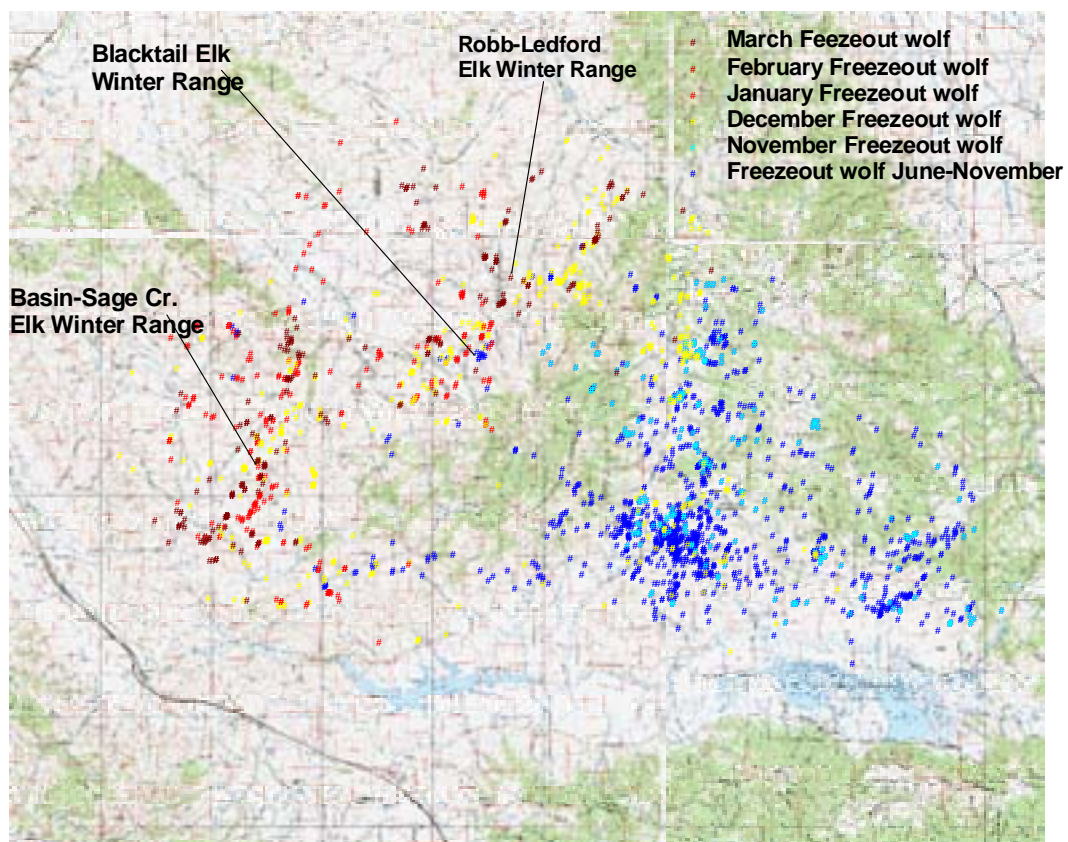 Blacktail Elk
Winter Range
Robb-Ledford
Elk Winter Range
March Feezeout wolf
February Freezeout wolf
January Freezeout wolf
December Freezeout wolf
November Freezeout wolf
Freezeout wolf June-November
Basin-Sage Cr.
Elk Winter Range